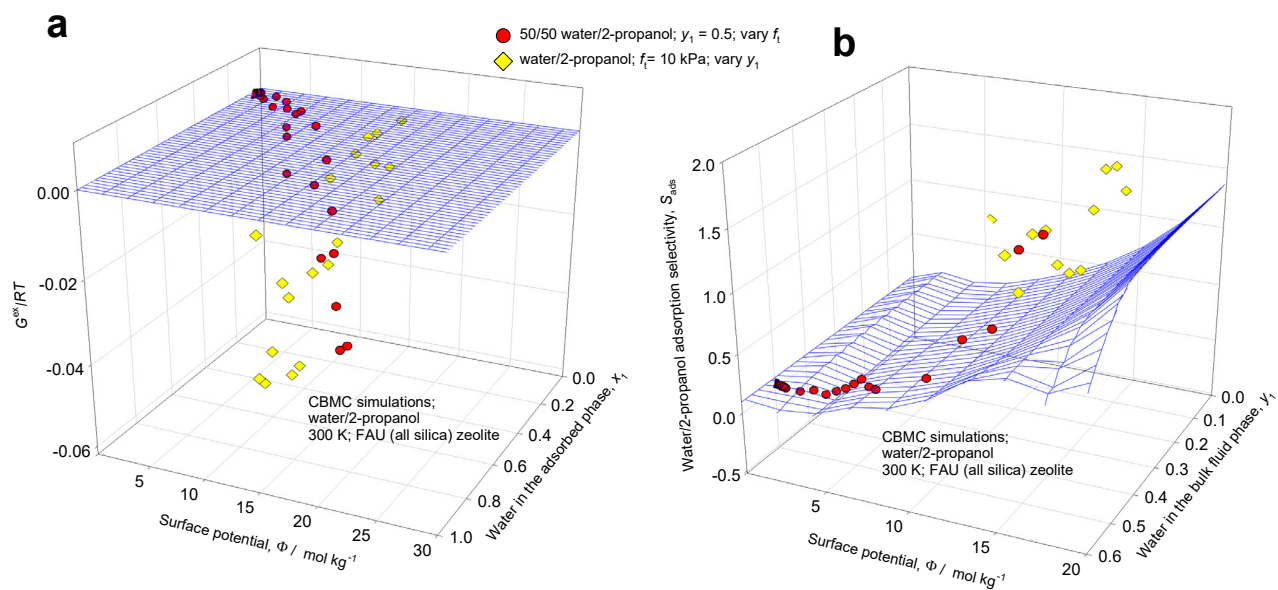 a
50/50 water/2-propanol; y1 = 0.5; vary ft
water/2-propanol; ft= 10 kPa; vary y1
b
0.00
-0.02
-0.04
-0.06
Gex/RT
5
10
15
20
25
30
Surface potential, Φ / mol kg-1
0.0
0.2
0.4
0.6
0.8
1.0
Water in the adsorbed phase, x1
CBMC simulations;
water/2-propanol
300 K; FAU (all silica) zeolite
2.0
1.5
1.0
0.5
0.0
-0.5
Water/2-propanol adsorption selectivity, Sads
5
10
15
20
Surface potential, Φ / mol kg-1
0.0
0.1
0.2
0.3
0.4
0.5
0.6
Water in the bulk fluid phase, y1
CBMC simulations;
water/2-propanol
300 K; FAU (all silica) zeolite